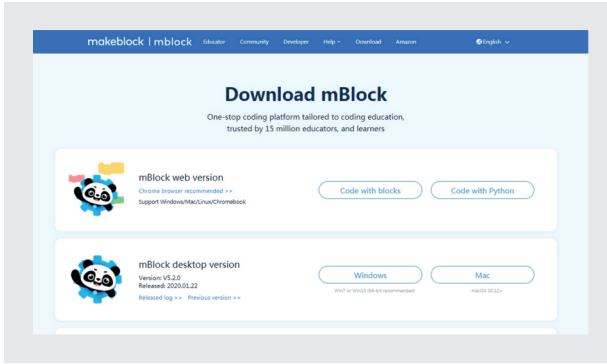 makeblock | mblock Educator Community Developer Help Download Amazon English
Download mBlock
One-stop coding platform tailored to coding education,
trusted by 15 million educators, and learners
mBlock web version
Chrome browser recommended >>
Support Windows/Mac/Linux/Chromebook
Code with blocks
Code with Python
mBlock desktop version
Version: V5.2.0
Released: 2020.01.22
Released log >> Previous version >>
Windows
Win7 or Win10 (64-bit recommended)
Mac
macOS 10.12+